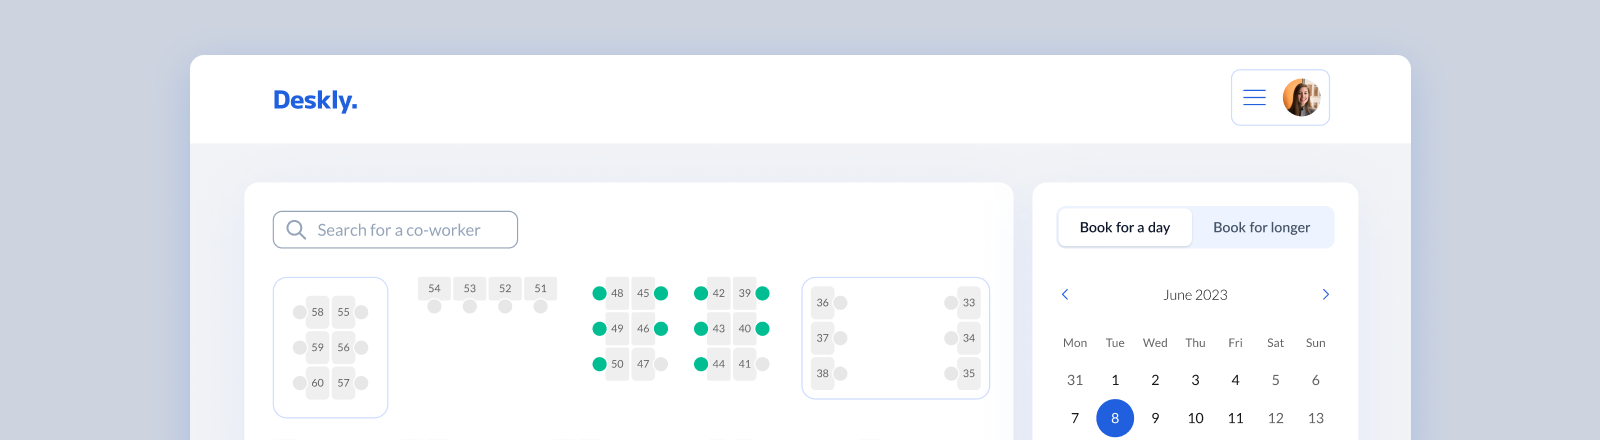 Deskly.
Search for a co-worker
58 55
59 56
60 57
54 53 52 51
48 45
49 46
50 47
42 39
43 40
44 41
36 33
37 34
38 35
Book for a day Book for longer
June 2023
Mon Tue Wed Thu Fri Sat Sun
31 1 2 3 4 5 6
7 8 9 10 11 12 13